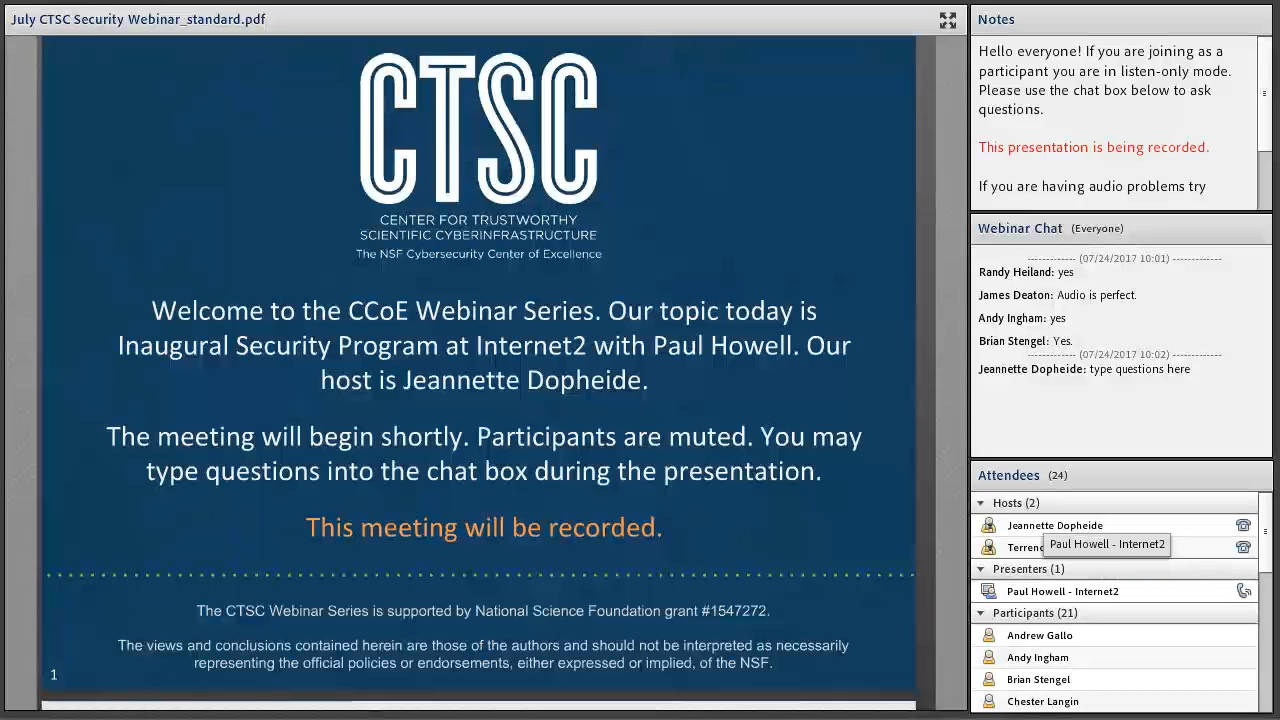 July CTSC Security Webinar_standard.pdf
CTSC
CENTER FOR TRUSTWORTHY
SCIENTIFIC CYBERINFRASTRUCTURE
The NSF Cybersecurity Center of Excellence
Welcome to the CCoE Webinar Series. Our topic today is
Inaugural Security Program at Internet2 with Paul Howell. Our
host is Jeannette Dopheide.
The meeting will begin shortly. Participants are muted. You may
type questions into the chat box during the presentation.
This meeting will be recorded.
The CTSC Webinar Series is supported by National Science Foundation grant #1547272.
The views and conclusions contained herein are those of the authors and should not be interpreted as necessarily
representing the official policies or endorsements, either expressed or implied, of the NSF.
1
Notes
Hello everyone! If you are joining as a
participant you are in listen-only mode.
Please use the chat box below to ask
questions.
This presentation is being recorded.
If you are having audio problems try
Webinar Chat (Everyone)
------------- (07/24/2017 10:01) -------------
Randy Heiland: yes
James Deaton: Audio is perfect.
Andy Ingham: yes
Brian Stengel: Yes.
------------- (07/24/2017 10:02) -------------
Jeannette Dopheide: type questions here
Attendees (24)
Hosts (2)
Jeannette Dopheide
Paul Howell - Internet2
Presenters (1)
Paul Howell - Internet2
Participants (21)
Andrew Gallo
Andy Ingham
Brian Stengel
Chester Langin